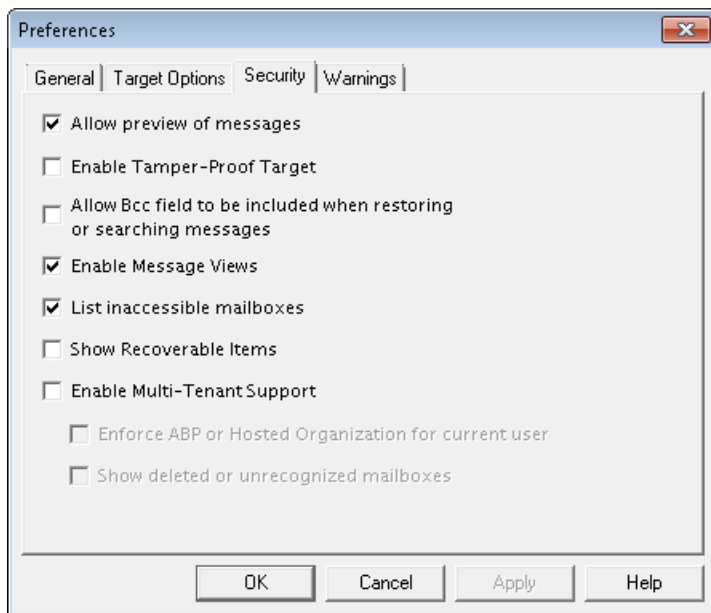 Preferences
General
Target Options
Security
Warnings
Allow preview of messages
Enable Tamper-Proof Target
Allow Bcc field to be included when restoring
or searching messages
Enable Message Views
List inaccessible mailboxes
Show Recoverable Items
Enable Multi-Tenant Support
Enforce ABP or Hosted Organization for current user
Show deleted or unrecognized mailboxes
OK
Cancel
Apply
Help